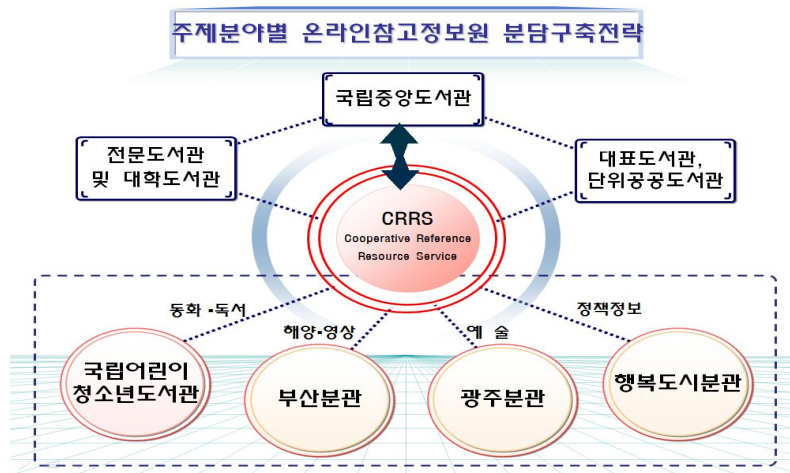 주제분야별 온라인참고정보원 분담구축전략
국립중앙도서관
전문도서관
및 대학도서관
대표도서관,
단위공공도서관
CRRS
Cooperative Reference
Resource Service
동화·독서
해양·영상
예 술
정책정보
국립어린이
청소년도서관
부산분관
광주분관
행복도시분관